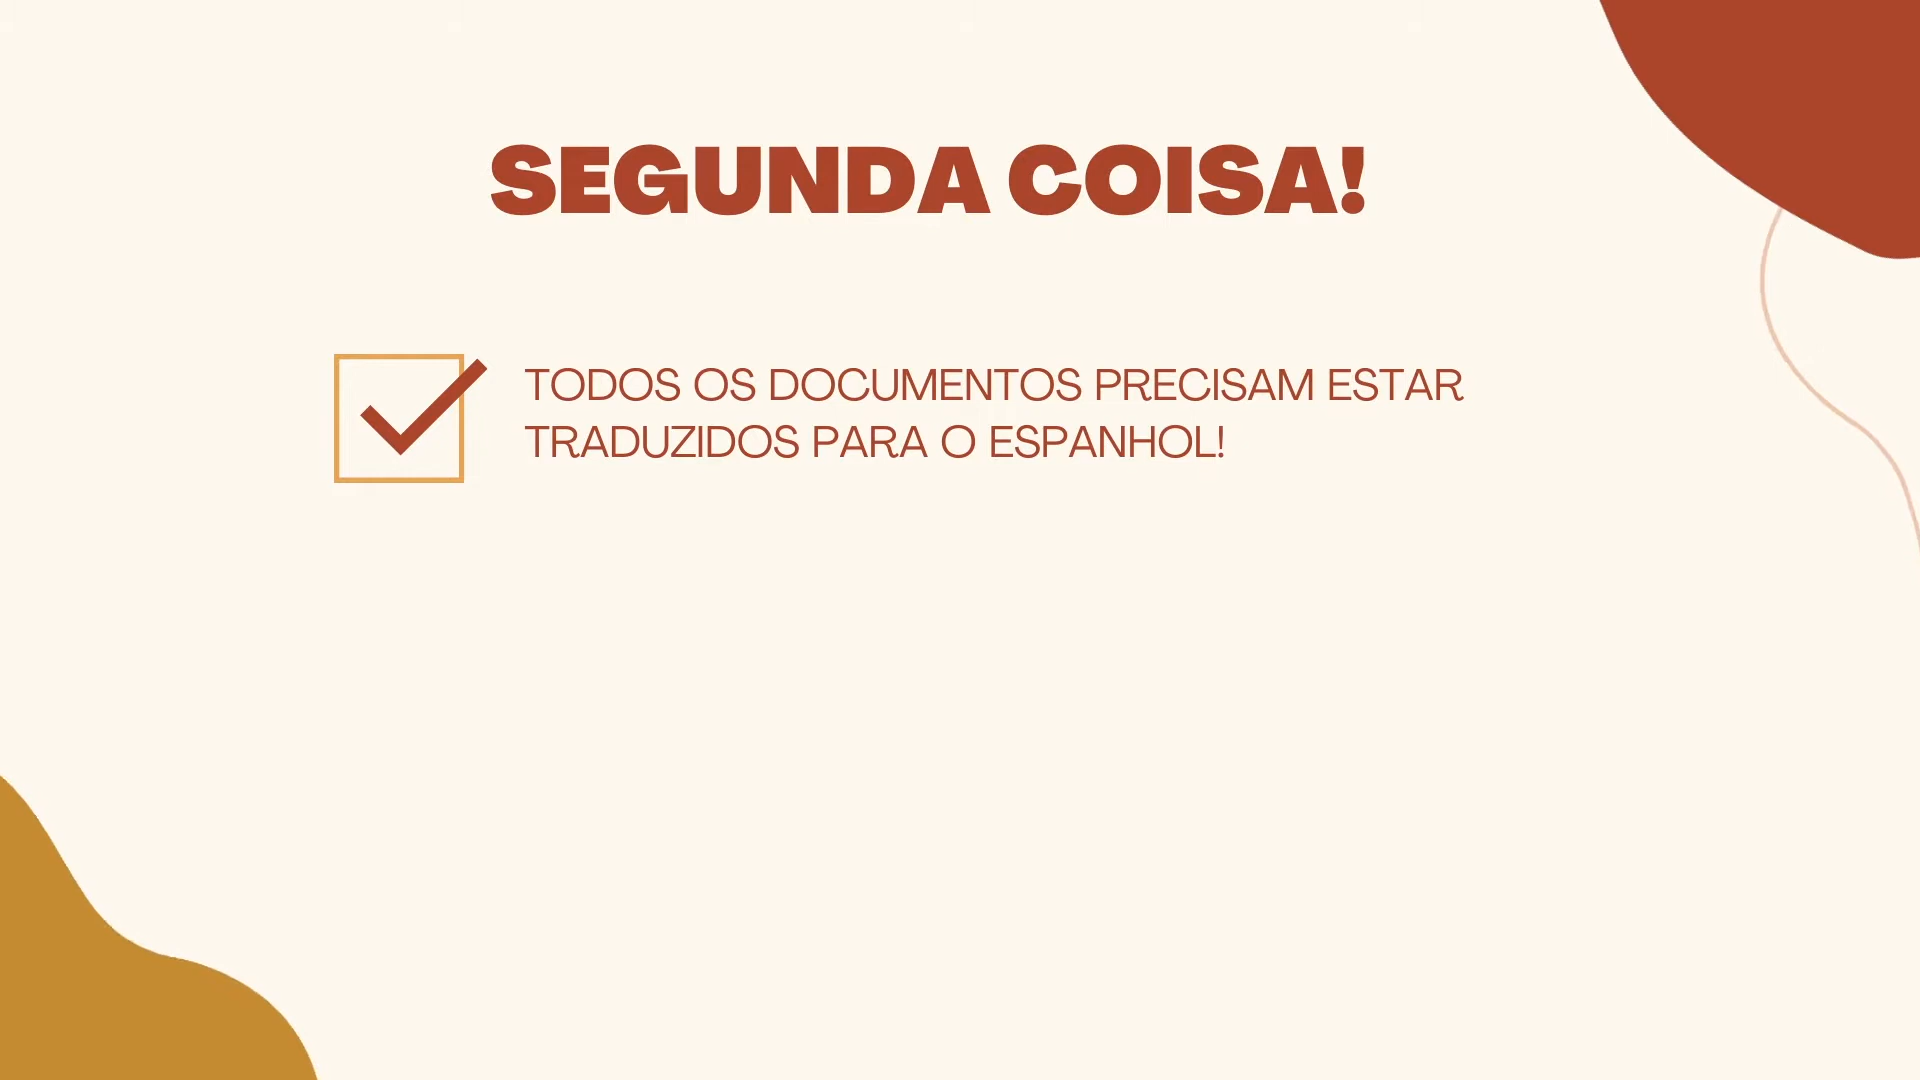 SEGUNDA COISA!
TODOS OS DOCUMENTOS PRECISAM ESTAR
TRADUZIDOS PARA O ESPANHOL!